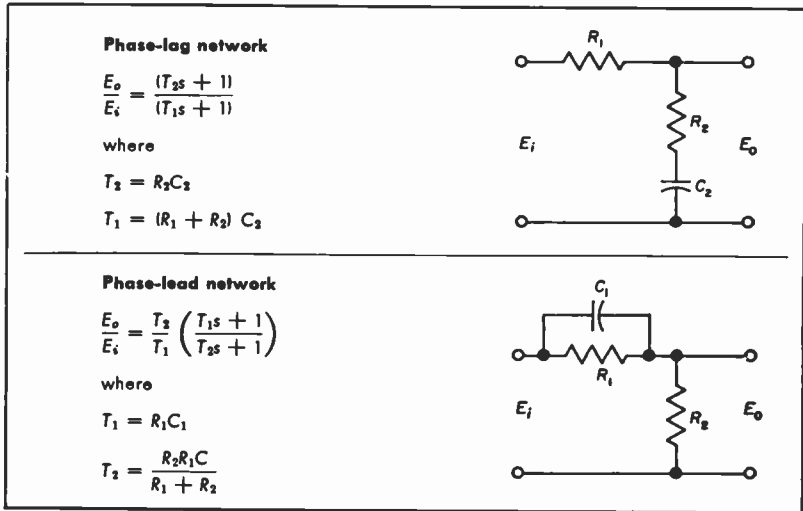 Phase-lag network
E_o/E_i = (T_2s + 1)/(T_1s + 1)
where
T_2 = R_2C_2
T_1 = (R_1 + R_2) C_2
R_1
R_2
C_2
E_i
E_o
Phase-lead network
E_o/E_i = T_2/T_1 (T_1s + 1/T_2s + 1)
where
T_1 = R_1C_1
T_2 = R_2R_1C/R_1 + R_2
C_1
R_1
R_2
E_i
E_o